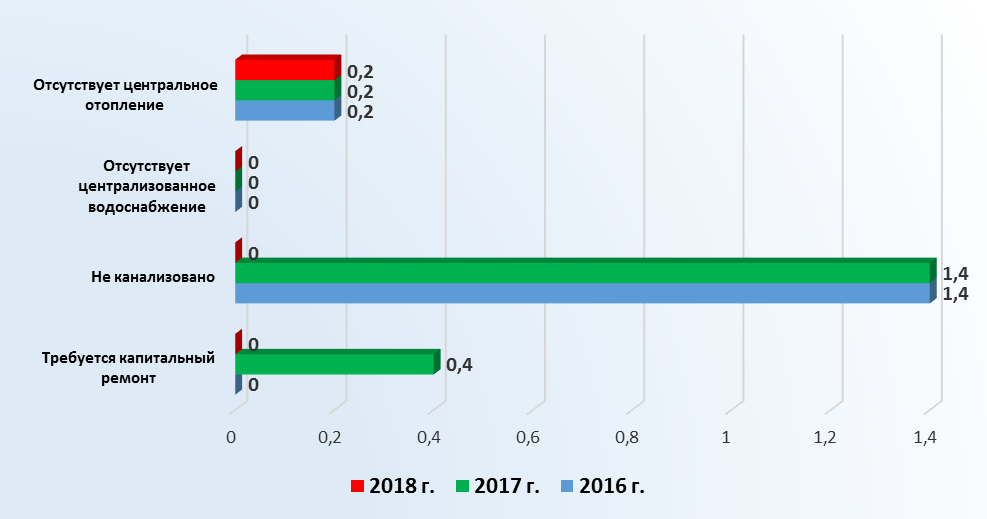 Отсутствует центральное
отопление
0,2
0,2
0,2
Отсутствует
централизованное
водоснабжение
0
0
0
Не канализовано
0
1,4
1,4
Требуется капитальный
ремонт
0
0,4
0
0 0,2 0,4 0,6 0,8 1 1,2 1,4
2018 г. 2017 г. 2016 г.